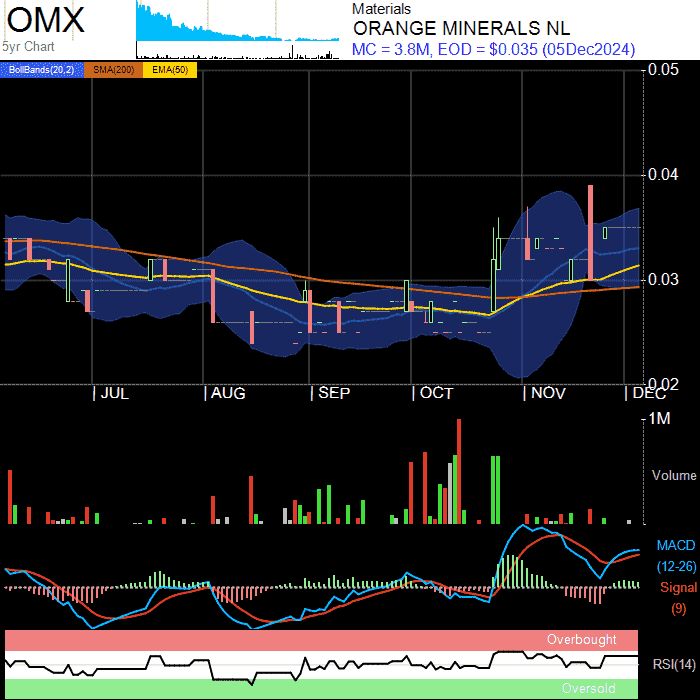 OMX
5yr Chart
Materials
ORANGE MINERALS NL
MC = 3.8M, EOD = $0.035 (05Dec2024)
BollBands(20,2) SMA(200) EMA(50)
0.05
0.04
0.03
0.02
JUL AUG SEP OCT NOV DEC
1M
Volume
MACD
(12-26)
Signal
(9)
Overbought
RSI(14)
Oversold